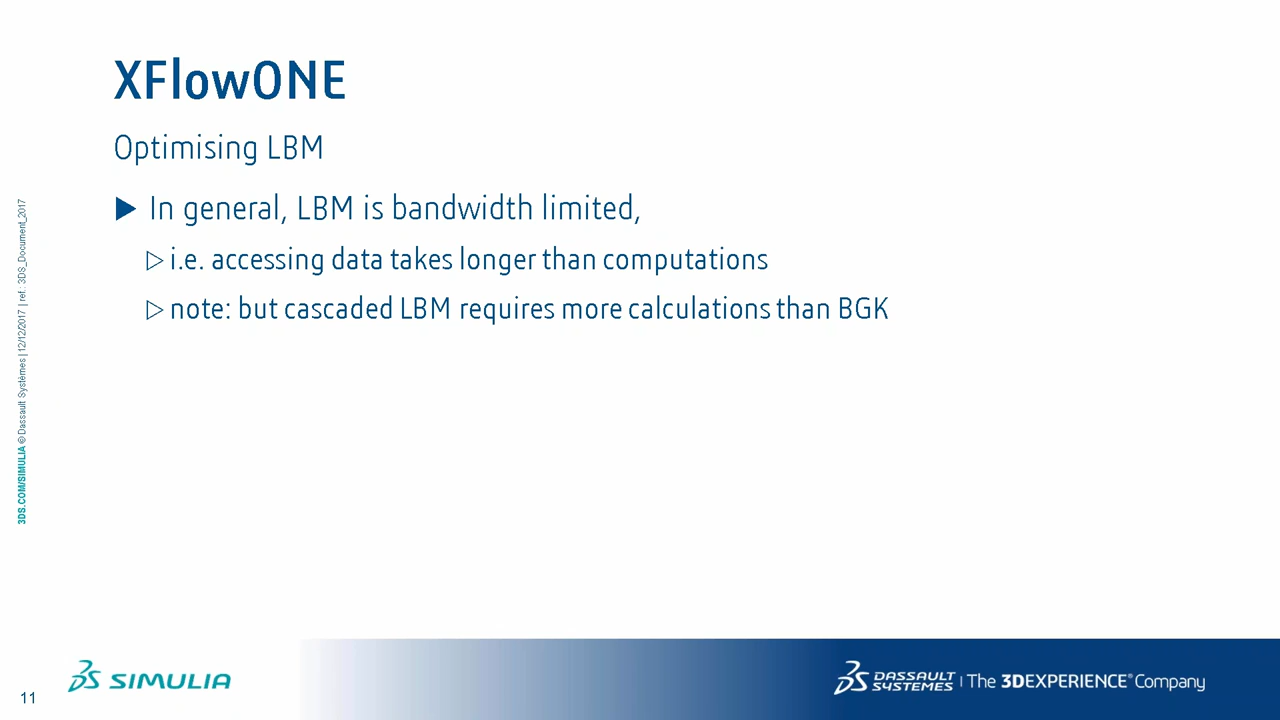 XFlowONE
Optimising LBM
In general, LBM is bandwidth limited,
i.e. accessing data takes longer than computations
note: but cascaded LBM requires more calculations than BGK
3DS.COM/SIMULIA © Dassault Systèmes | 12/12/2017 | ref.: 3DS_Document_2017
11
SIMULIA
DASSAULT SYSTEMES | The 3DEXPERIENCE® Company